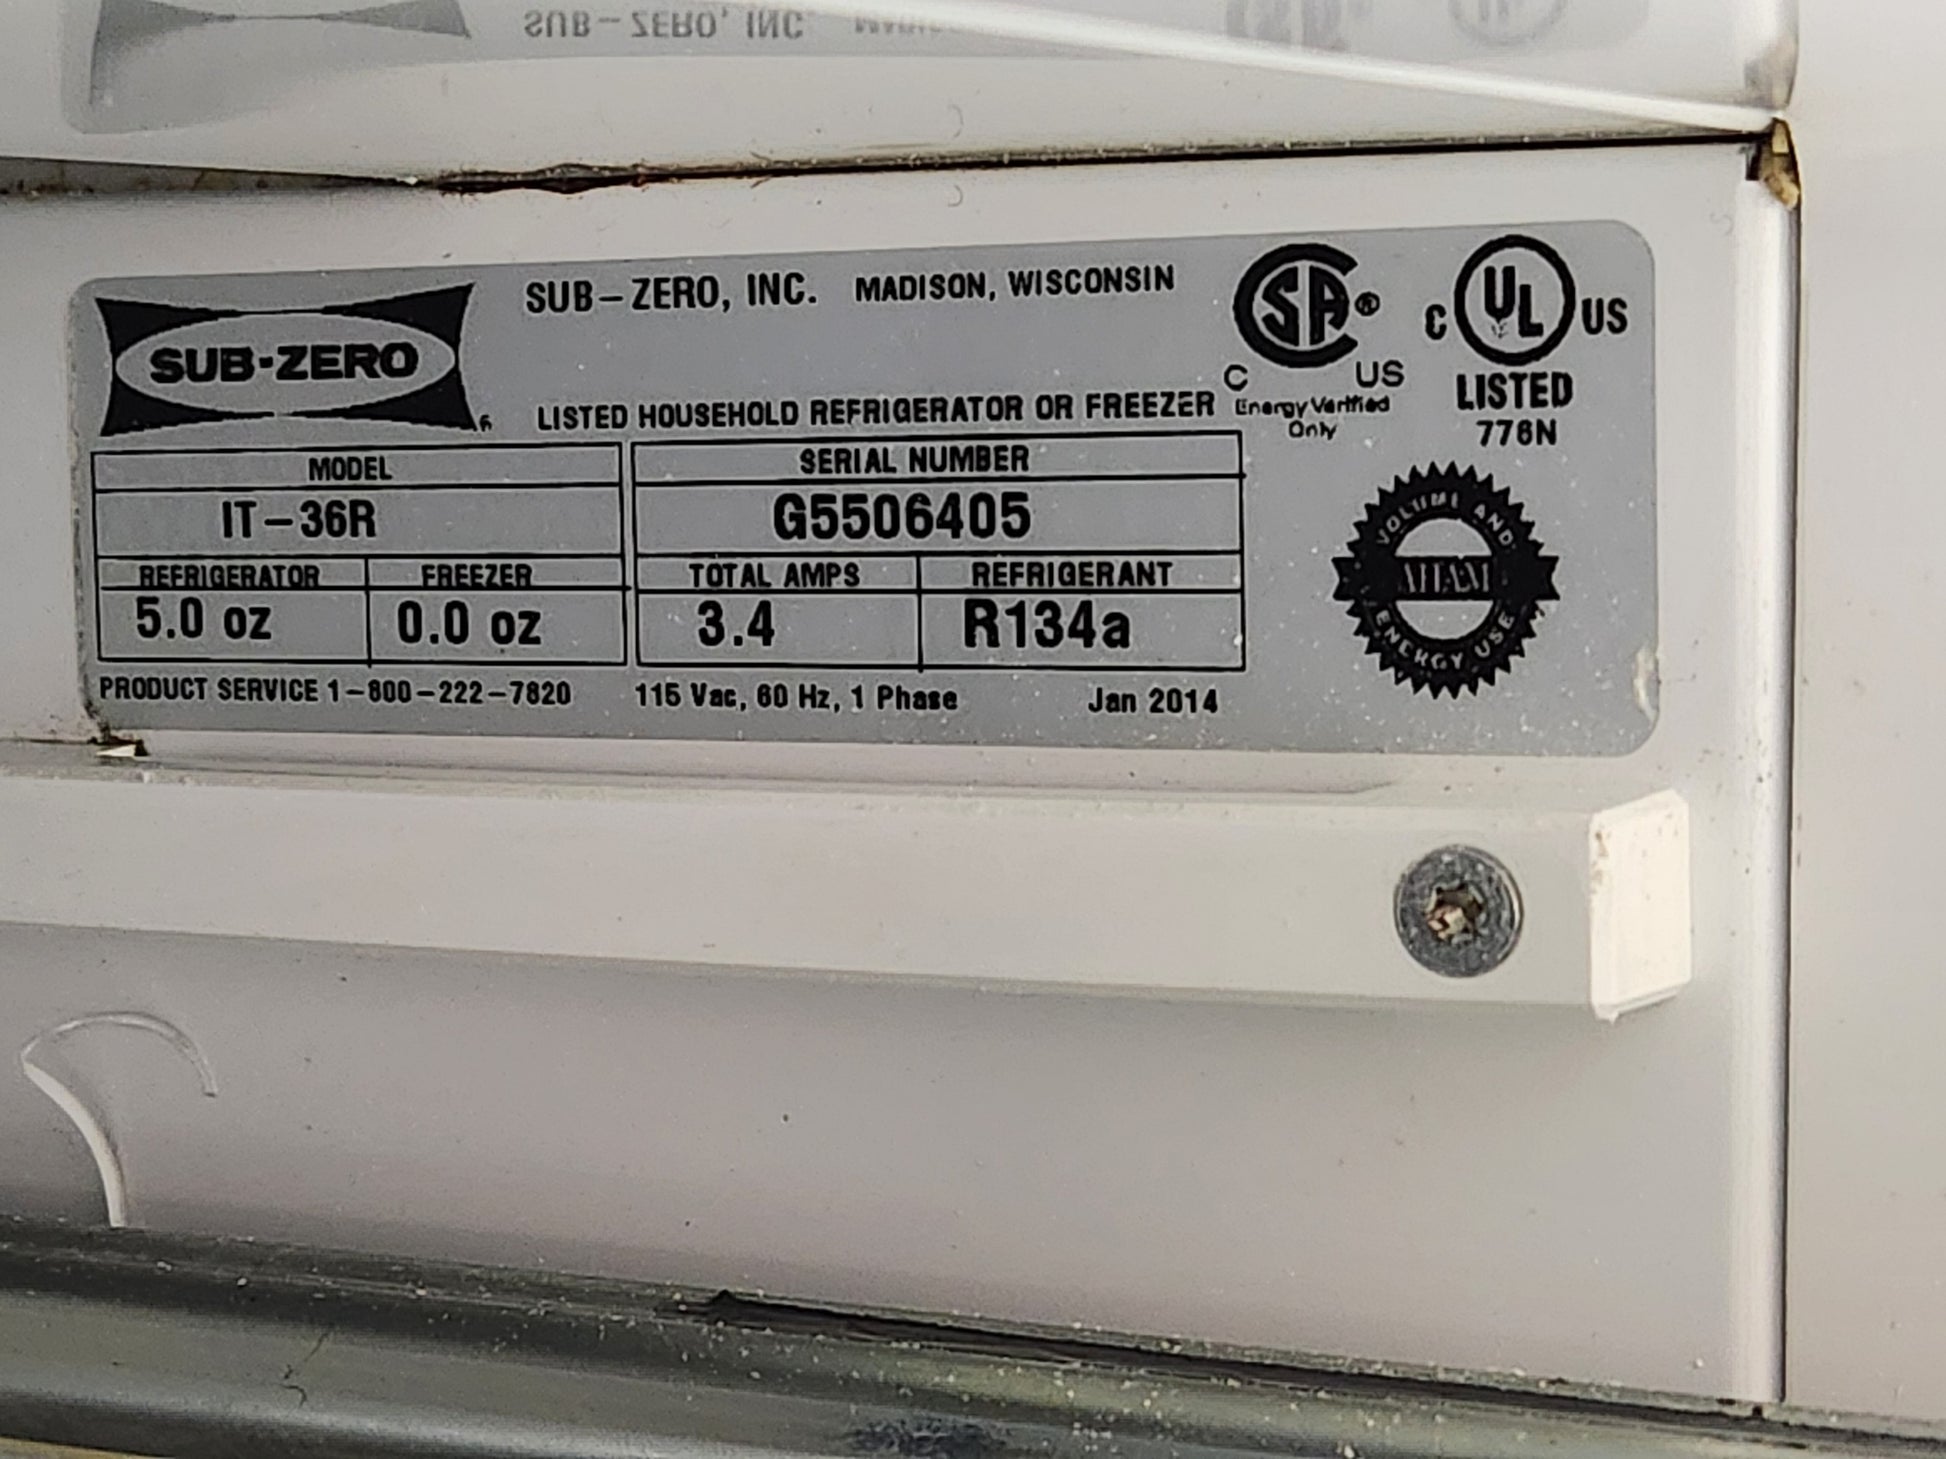 SUB-ZERO, INC.
SUB-ZERO
SUB-ZERO, INC. MADISON, WISCONSIN
LISTED HOUSEHOLD REFRIGERATOR OR FREEZER
SA®
C US
Energy Verified
Only
C UL US
LISTED
776N
MODEL
IT-36R
SERIAL NUMBER
G5506405
REFRIGERATOR FREEZER
5.0 oz 0.0 oz
TOTAL AMPS REFRIGERANT
3.4 R134a
VOLUME AND
AHAM
ENERGY USE
PRODUCT SERVICE 1-800-222-7820 115 Vac, 60 Hz, 1 Phase Jan 2014